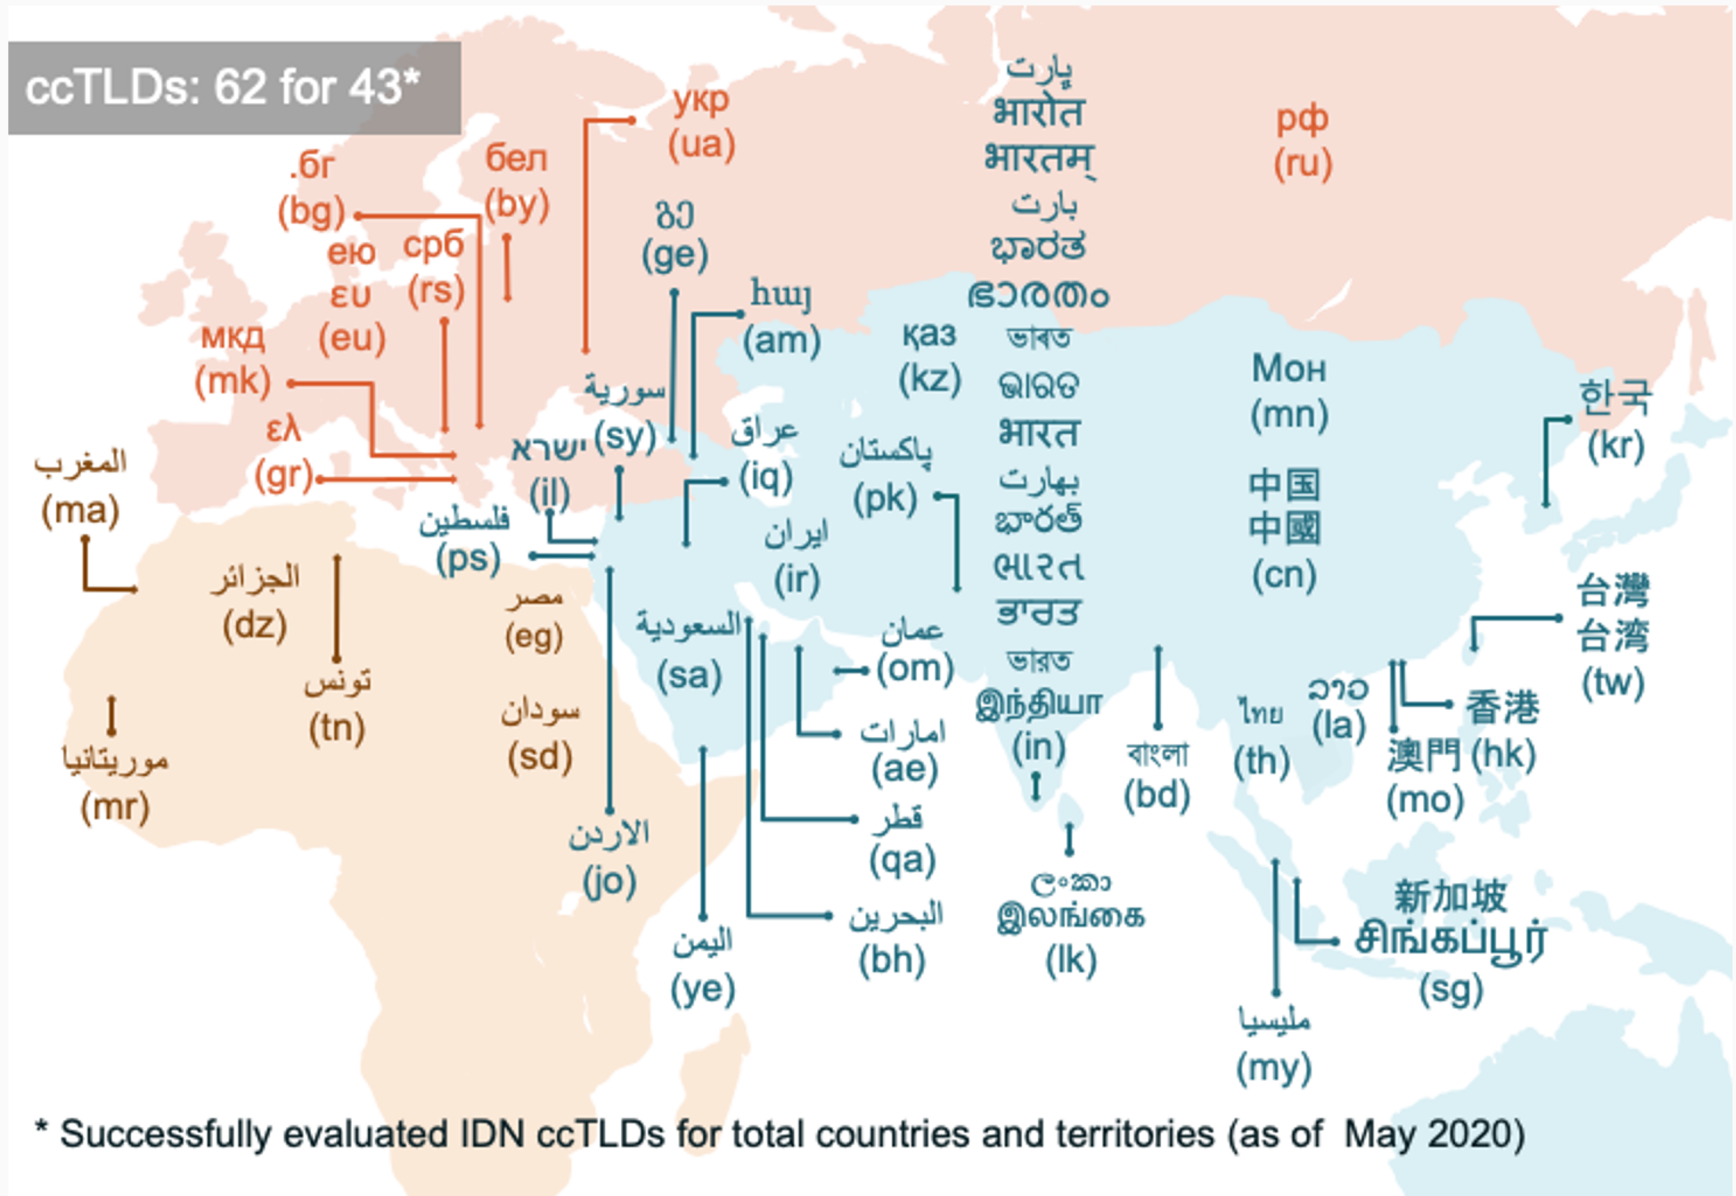 ccTLDs: 62 for 43*
укр
(ua)
.бг
(bg)
бел
(by)
ею
ευ
(eu)
срб
(rs)
мкд
(mk)
ελ
(gr)
рф
(ru)
გე
(ge)
հայ
(am)
қаз
(kz)
ڀارت
भारोत
भारतम्
بارت
ಭಾರತ
ഭാരതം
ভাৰত
ଭାରତ
भारत
بھارت
భారత్
ભારત
ਭਾਰਤ
ভারত
இந்தியா
(in)
Мон
(mn)
中国
中國
(cn)
한국
(kr)
台灣
台湾
(tw)
香港
(hk)
澳門
(mo)
ລາວ
(la)
ไทย
(th)
বাংলা
(bd)
ලංකා
இலங்கை
(lk)
新加坡
சிங்கப்பூர்
(sg)
مليسيا
(my)
سورية
(sy)
ישרא
(il)
عراق
(iq)
پاکستان
(pk)
فلسطين
(ps)
ایران
(ir)
المغرب
(ma)
الجزائر
(dz)
تونس
(tn)
مصر
(eg)
سودان
(sd)
موريتانيا
(mr)
السعودية
(sa)
عمان
(om)
امارات
(ae)
قطر
(qa)
البحرين
(bh)
الاردن
(jo)
اليمن
(ye)
* Successfully evaluated IDN ccTLDs for total countries and territories (as of May 2020)